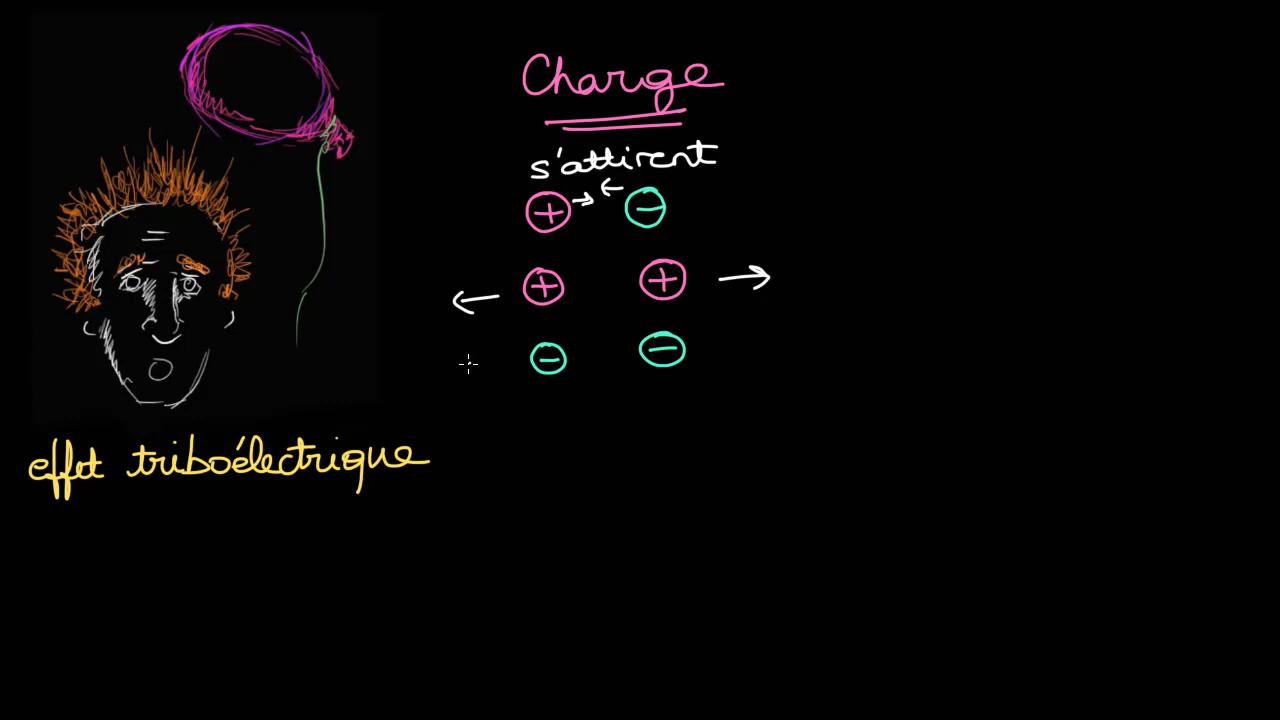 Charge
s'attirent
+ → ← −
← + + →
− −
effet triboélectrique